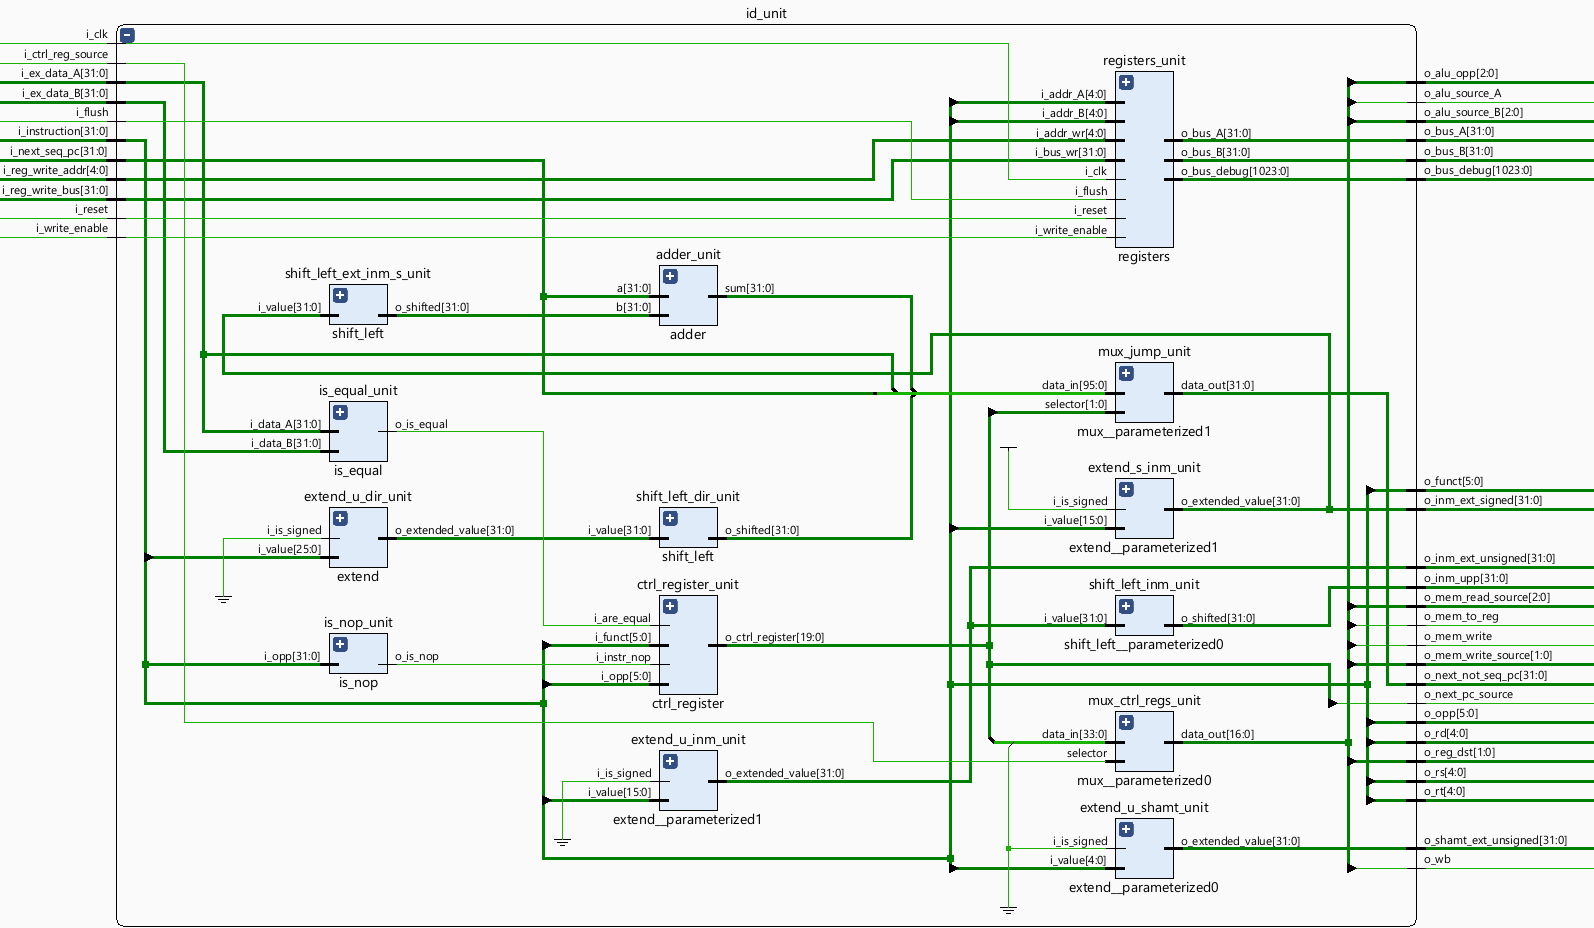 id_unit
i_clk
i_ctrl_reg_source
i_ex_data_A[31:0]
i_ex_data_B[31:0]
i_flush
i_instruction[31:0]
i_next_seq_pc[31:0]
i_reg_write_addr[4:0]
i_reg_write_bus[31:0]
i_reset
i_write_enable
registers_unit
i_addr_A[4:0]
i_addr_B[4:0]
i_addr_wr[4:0]
i_bus_wr[31:0]
i_clk
i_flush
i_reset
i_write_enable
o_bus_A[31:0]
o_bus_B[31:0]
o_bus_debug[1023:0]
registers
shift_left_ext_inm_s_unit
i_value[31:0]
o_shifted[31:0]
shift_left
adder_unit
a[31:0]
b[31:0]
sum[31:0]
adder
is_equal_unit
i_data_A[31:0]
i_data_B[31:0]
o_is_equal
is_equal
mux_jump_unit
data_in[95:0]
selector[1:0]
data_out[31:0]
mux__parameterized1
extend_s_inm_unit
i_is_signed
i_value[15:0]
o_extended_value[31:0]
extend__parameterized1
extend_u_dir_unit
i_is_signed
i_value[25:0]
o_extended_value[31:0]
extend
shift_left_dir_unit
i_value[31:0]
o_shifted[31:0]
shift_left
shift_left_inm_unit
i_value[31:0]
o_shifted[31:0]
shift_left__parameterized0
is_nop_unit
i_opp[31:0]
o_is_nop
is_nop
ctrl_register_unit
i_are_equal
i_funct[5:0]
i_instr_nop
i_opp[5:0]
o_ctrl_register[19:0]
ctrl_register
mux_ctrl_regs_unit
data_in[33:0]
selector
data_out[16:0]
mux__parameterized0
extend_u_inm_unit
i_is_signed
i_value[15:0]
o_extended_value[31:0]
extend__parameterized1
extend_u_shamt_unit
i_is_signed
i_value[4:0]
o_extended_value[31:0]
extend__parameterized0
o_alu_opp[2:0]
o_alu_source_A
o_alu_source_B[2:0]
o_bus_A[31:0]
o_bus_B[31:0]
o_bus_debug[1023:0]
o_funct[5:0]
o_inm_ext_signed[31:0]
o_inm_ext_unsigned[31:0]
o_inm_upp[31:0]
o_mem_read_source[2:0]
o_mem_to_reg
o_mem_write
o_mem_write_source[1:0]
o_next_not_seq_pc[31:0]
o_next_pc_source
o_opp[5:0]
o_rd[4:0]
o_reg_dst[1:0]
o_rs[4:0]
o_rt[4:0]
o_shamt_ext_unsigned[31:0]
o_wb